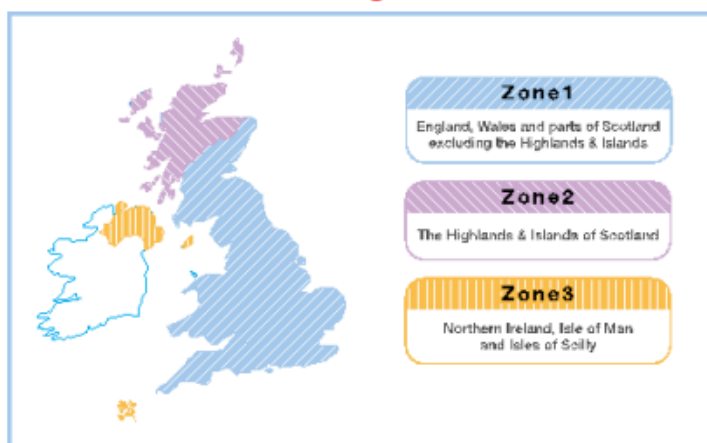 Zone1
England, Wales and parts of Scotland
excluding the Highlands & Islands
Zone2
The Highlands & Islands of Scotland
Zone3
Northern Ireland, Isle of Man
and Isles of Scilly